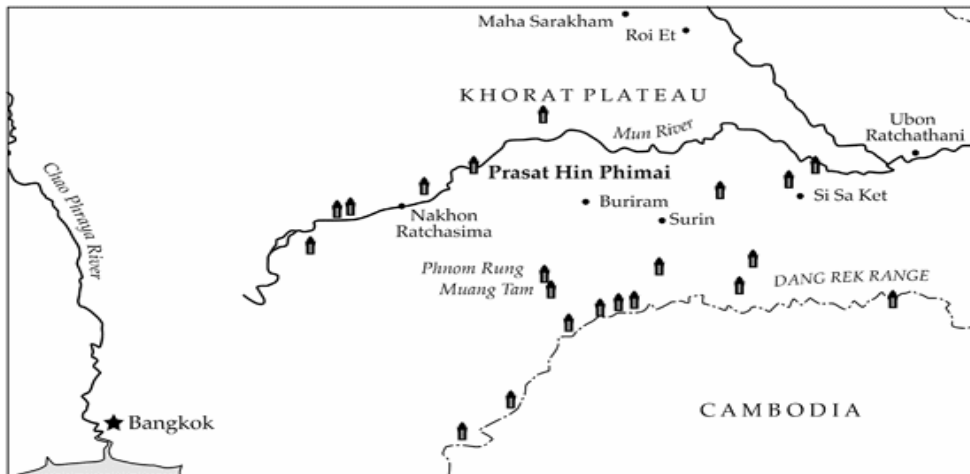 Maha Sarakham
Roi Et
KHORAT PLATEAU
Mun River
Ubon
Ratchathani
Prasat Hin Phimai
Chao Phraya River
Buriram
Si Sa Ket
Nakhon
Ratchasima
Surin
Phnom Rung
Muang Tam
DANG REK RANGE
CAMBODIA
Bangkok